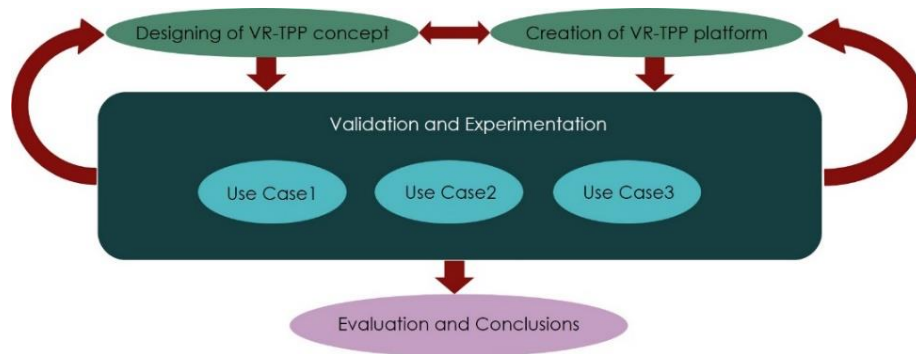 Designing of VR-TPP concept
Creation of VR-TPP platform
Validation and Experimentation
Use Case1
Use Case2
Use Case3
Evaluation and Conclusions